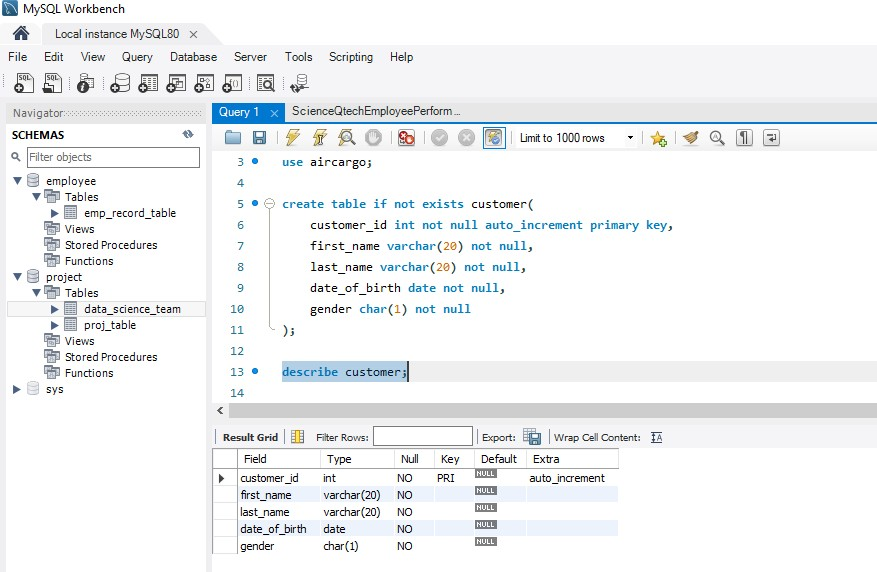 MySQL Workbench
Local instance MySQL80
File Edit View Query Database Server Tools Scripting Help
Navigator
SCHEMAS
Filter objects
employee
Tables
emp_record_table
Views
Stored Procedures
Functions
project
Tables
data_science_team
proj_table
Views
Stored Procedures
Functions
sys
Query 1 ScienceQtechEmployeePerform...
Limit to 1000 rows
3 use aircargo;
4
5 create table if not exists customer(
6 customer_id int not null auto_increment primary key,
7 first_name varchar(20) not null,
8 last_name varchar(20) not null,
9 date_of_birth date not null,
10 gender char(1) not null
11 );
12
13 describe customer;
14
Result Grid Filter Rows: Export: Wrap Cell Content:
Field Type Null Key Default Extra
customer_id int NO PRI NULL auto_increment
first_name varchar(20) NO NULL
last_name varchar(20) NO NULL
date_of_birth date NO NULL
gender char(1) NO NULL